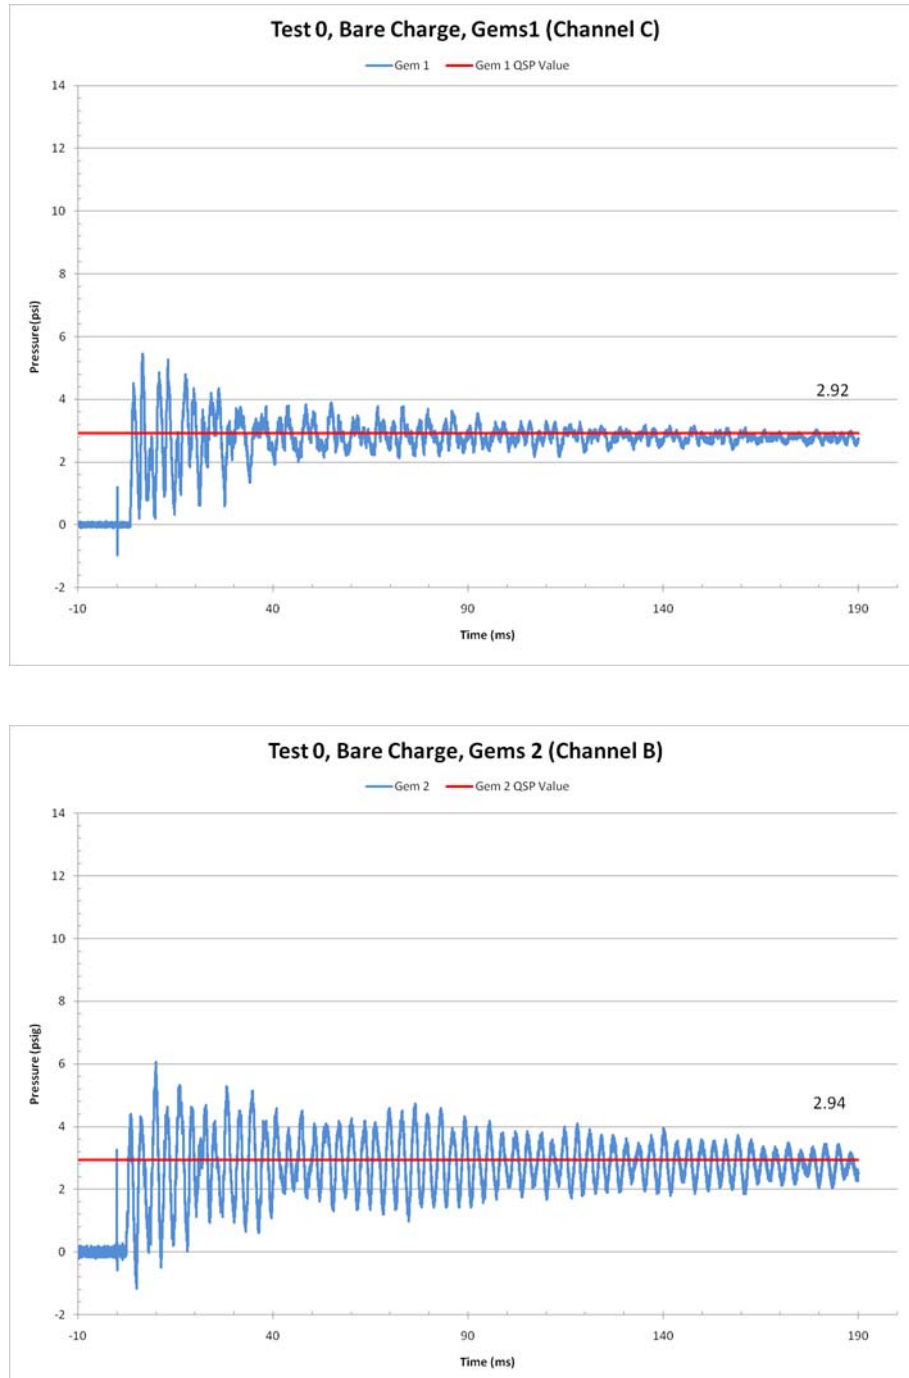 Test 0, Bare Charge, Gems1 (Channel C)
Gem 1 Gem 1 QSP Value
14
12
10
8
6
4
2
0
-2
Pressure(psi)
2.92
-10 40 90 140 190
Time (ms)
Test 0, Bare Charge, Gems 2 (Channel B)
Gem 2 Gem 2 QSP Value
14
12
10
8
6
4
2
0
-2
Pressure (psig)
2.94
-10 40 90 140 190
Time (ms)